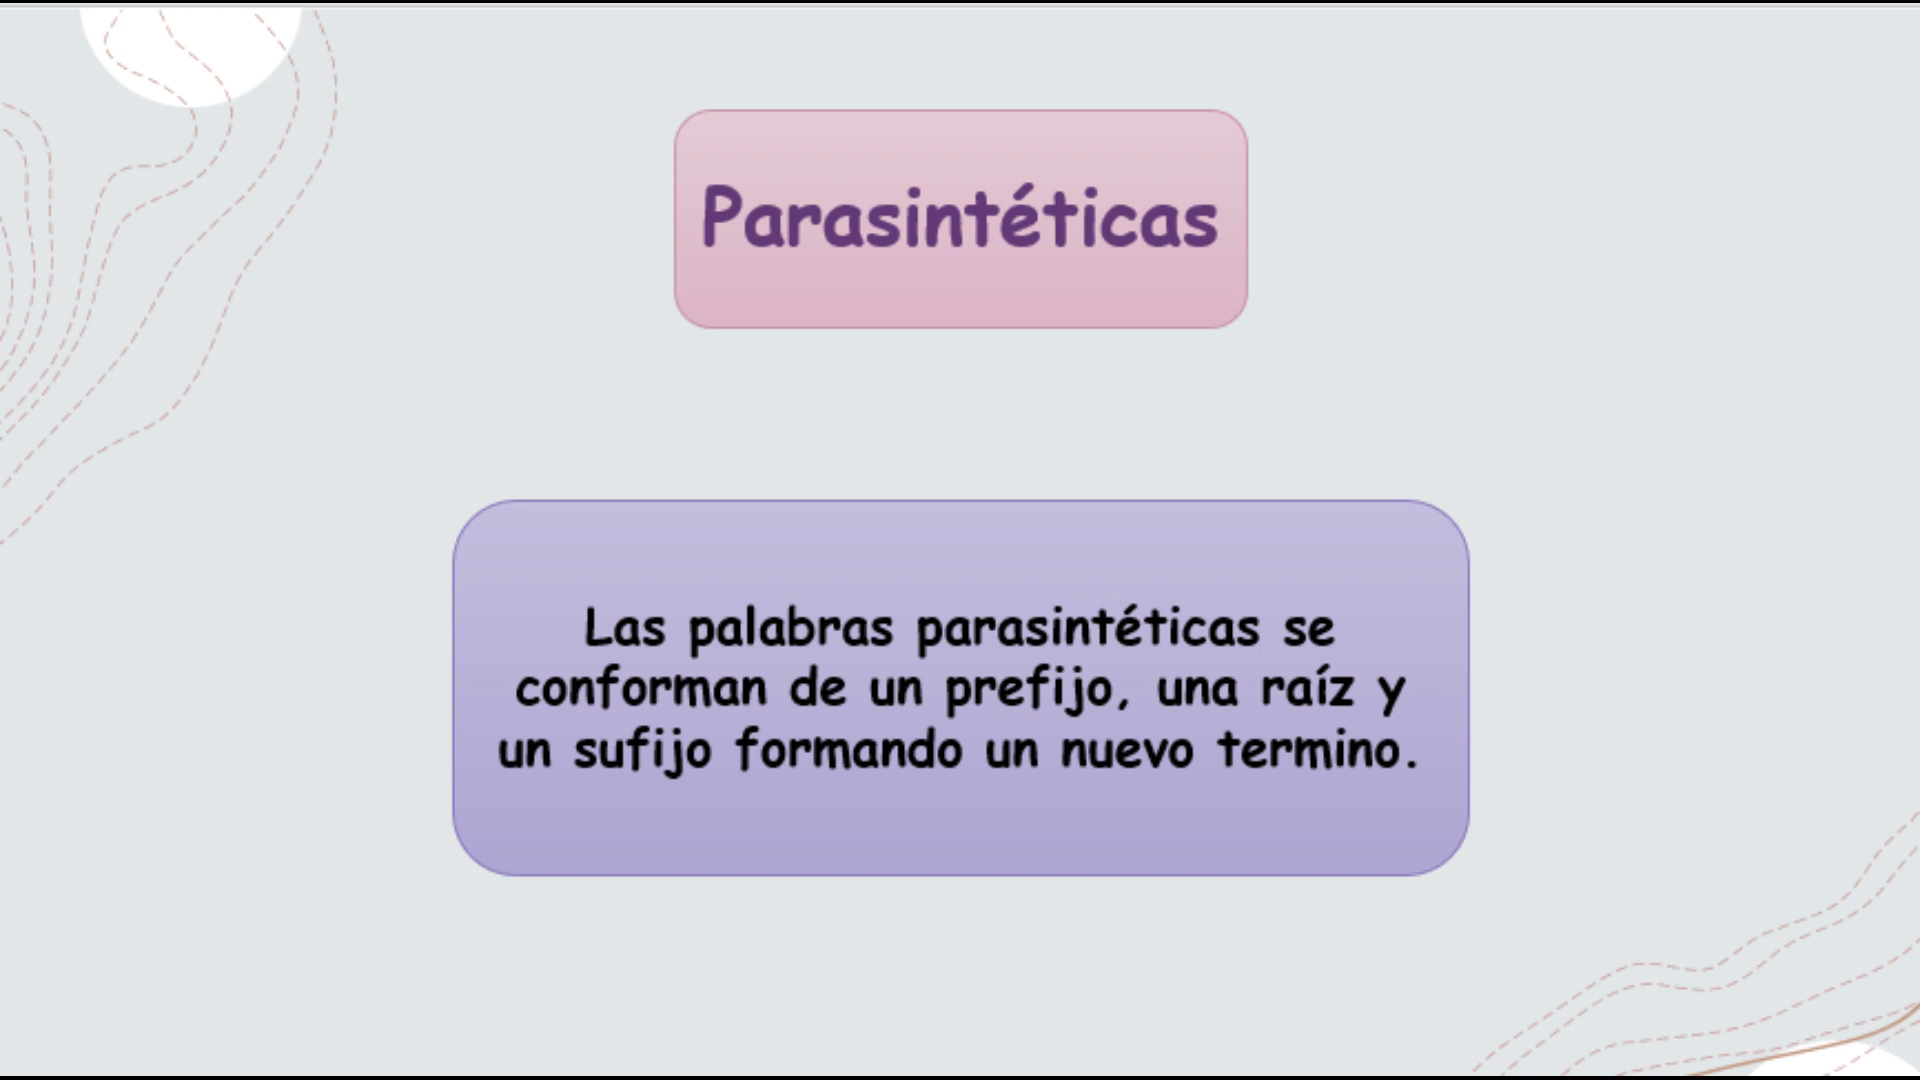 Parasintéticas
Las palabras parasintéticas se
conforman de un prefijo, una raíz y
un sufijo formando un nuevo termino.